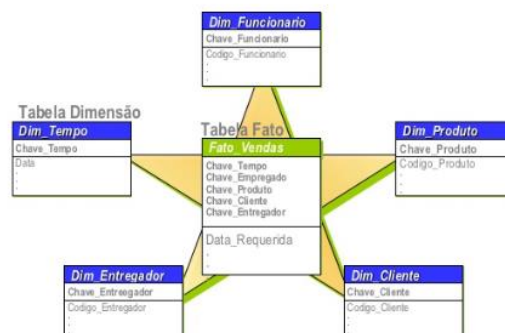 Dim_Funcionario
Chave_Funcionario
Codigo_Funcionario
:
:
Tabela Dimensão
Dim_Tempo
Chave_Tempo
Data
:
:
Tabela Fato
Fato_Vendas
Chave_Tempo
Chave_Empregado
Chave_Produto
Chave_Cliente
Chave_Entregador
Data_Requerida
:
Dim_Produto
Chave_Produto
Codigo_Produto
:
:
Dim_Entregador
Chave_Entreegador
Codigo_Entregador
:
:
Dim_Cliente
Chave_Cliente
Codigo_Cliente
:
: